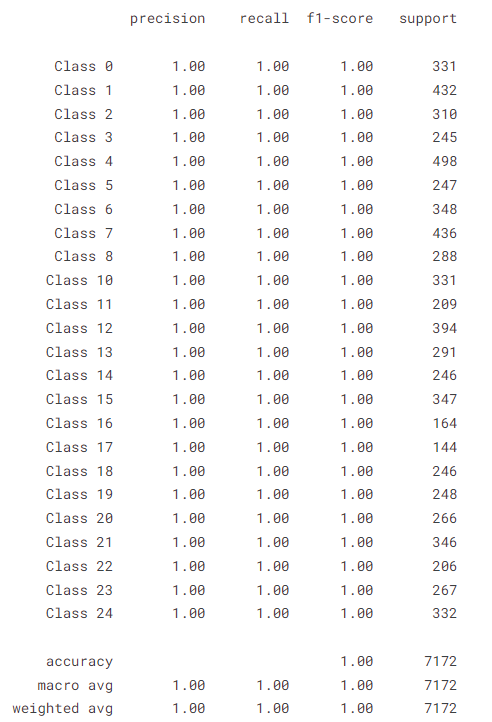 precision recall f1-score support
Class 0 1.00 1.00 1.00 331
Class 1 1.00 1.00 1.00 432
Class 2 1.00 1.00 1.00 310
Class 3 1.00 1.00 1.00 245
Class 4 1.00 1.00 1.00 498
Class 5 1.00 1.00 1.00 247
Class 6 1.00 1.00 1.00 348
Class 7 1.00 1.00 1.00 436
Class 8 1.00 1.00 1.00 288
Class 10 1.00 1.00 1.00 331
Class 11 1.00 1.00 1.00 209
Class 12 1.00 1.00 1.00 394
Class 13 1.00 1.00 1.00 291
Class 14 1.00 1.00 1.00 246
Class 15 1.00 1.00 1.00 347
Class 16 1.00 1.00 1.00 164
Class 17 1.00 1.00 1.00 144
Class 18 1.00 1.00 1.00 246
Class 19 1.00 1.00 1.00 248
Class 20 1.00 1.00 1.00 266
Class 21 1.00 1.00 1.00 346
Class 22 1.00 1.00 1.00 206
Class 23 1.00 1.00 1.00 267
Class 24 1.00 1.00 1.00 332
accuracy 1.00 7172
macro avg 1.00 1.00 1.00 7172
weighted avg 1.00 1.00 1.00 7172